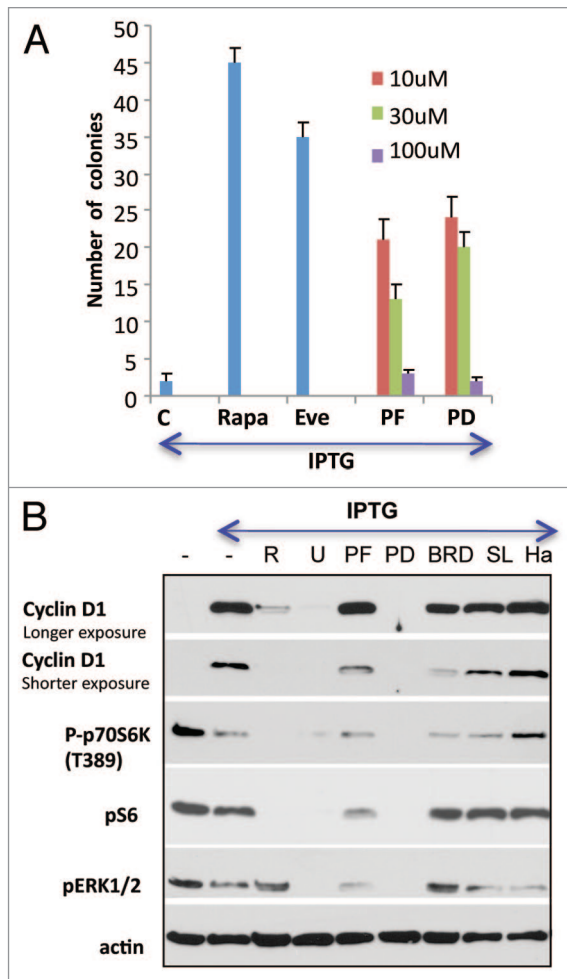 A
Number of colonies
50
45
40
35
30
25
20
15
10
5
0
10uM
30uM
100uM
C Rapa Eve PF PD
IPTG
B
IPTG
- - R U PF PD BRD SL Ha
Cyclin D1
Longer exposure
Cyclin D1
Shorter exposure
P-p70S6K
(T389)
pS6
pERK1/2
actin